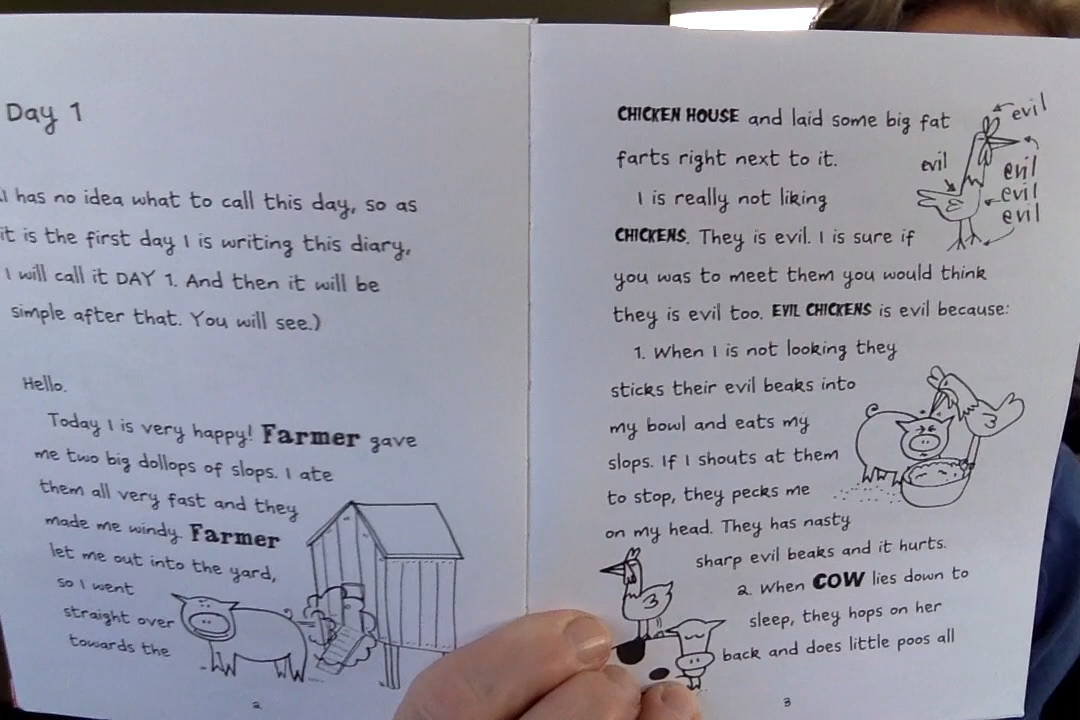 Day 1
I has no idea what to call this day, so as
it is the first day I is writing this diary,
I will call it DAY 1. And then it will be
simple after that. You will see.)
Hello.
Today I is very happy! Farmer gave
me two big dollops of slops. I ate
them all very fast and they
made me windy. Farmer
let me out into the yard,
so I went
straight over
towards the
2
CHICKEN HOUSE and laid some big fat
farts right next to it.
I is really not liking
CHICKENS. They is evil. I is sure if
you was to meet them you would think
they is evil too. EVIL CHICKENS is evil because:
1. When I is not looking they
sticks their evil beaks into
my bowl and eats my
slops. If I shouts at them
to stop, they pecks me
on my head. They has nasty
sharp evil beaks and it hurts.
2. When COW lies down to
sleep, they hops on her
back and does little poos all
evil
evil
evil
evil
evil
3